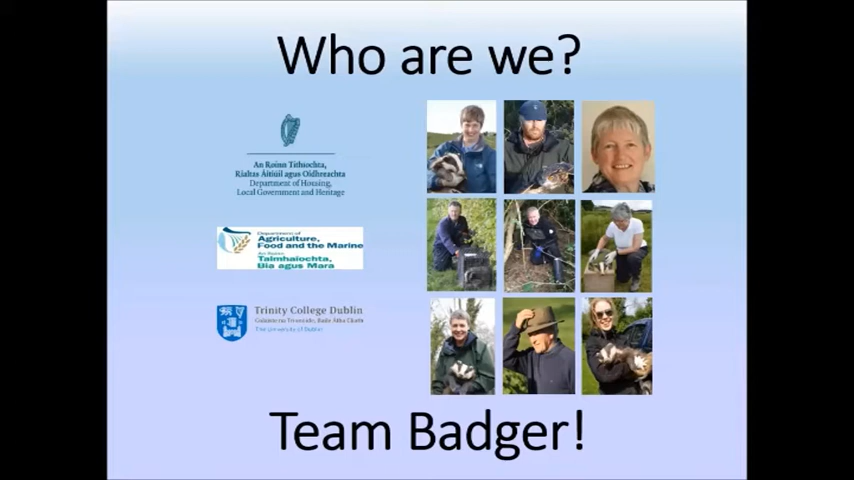 Who are we?
An Roinn Tithíochta,
Rialtais Áitiúil agus Oidhreachta
Department of Housing,
Local Government and Heritage
Department of
Agriculture,
Food and the Marine
An Roinn
Talmhaíochta,
Bia agus Mara
Trinity College Dublin
Coláiste na Tríonóide, Baile Átha Cliath
The University of Dublin
Team Badger!